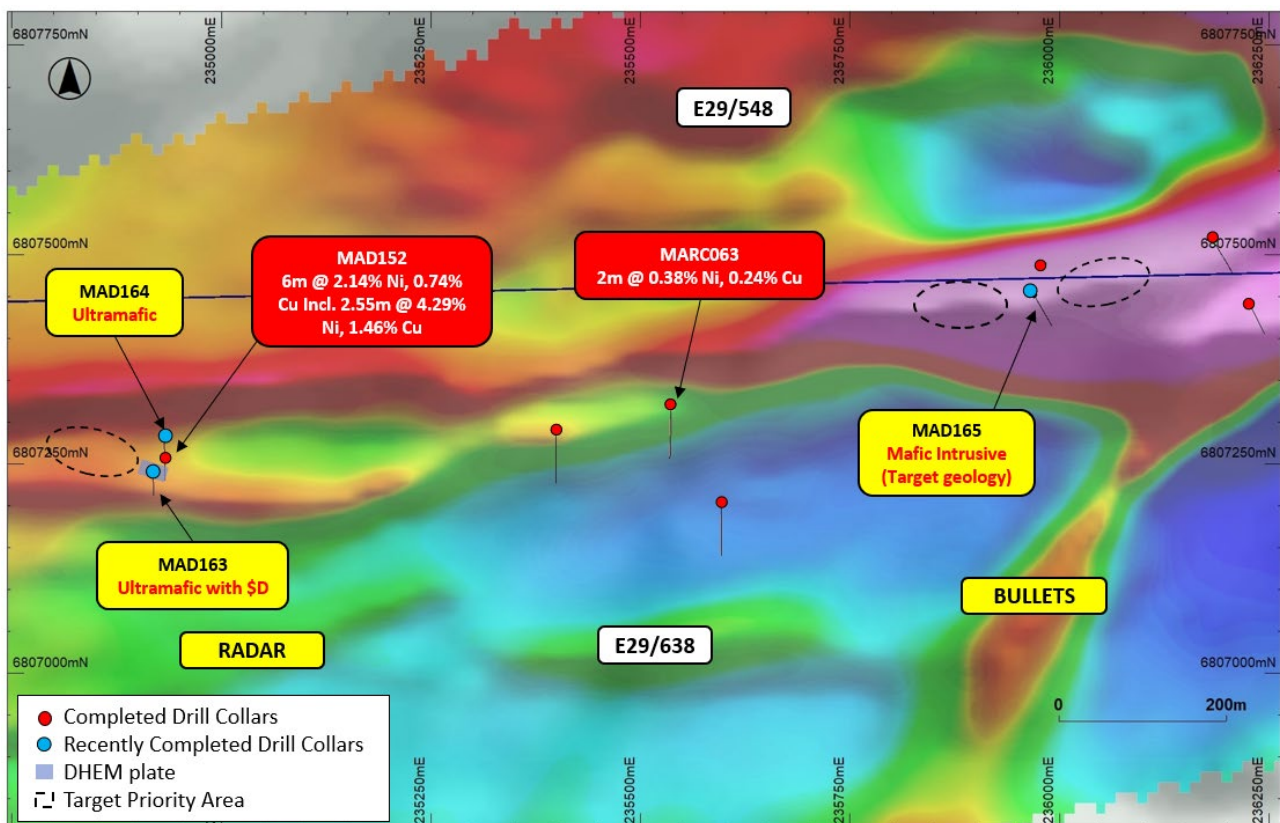 6807750mN
235000mE
235250mE
235500mE
235750mE
236000mE
236250mE
6807750mN
E29/548
6807500mN
6807500mN
MAD164
Ultramafic
MAD152
6m @ 2.14% Ni, 0.74%
Cu Incl. 2.55m @ 4.29%
Ni, 1.46% Cu
MARC063
2m @ 0.38% Ni, 0.24% Cu
MAD165
Mafic Intrusive
(Target geology)
6807250mN
6807250mN
MAD163
Ultramafic with $D
RADAR
E29/638
BULLETS
6807000mN
6807000mN
0 200m
Completed Drill Collars
Recently Completed Drill Collars
DHEM plate
Target Priority Area
235250mE
235500mE
235750mE
236000mE
236250mE